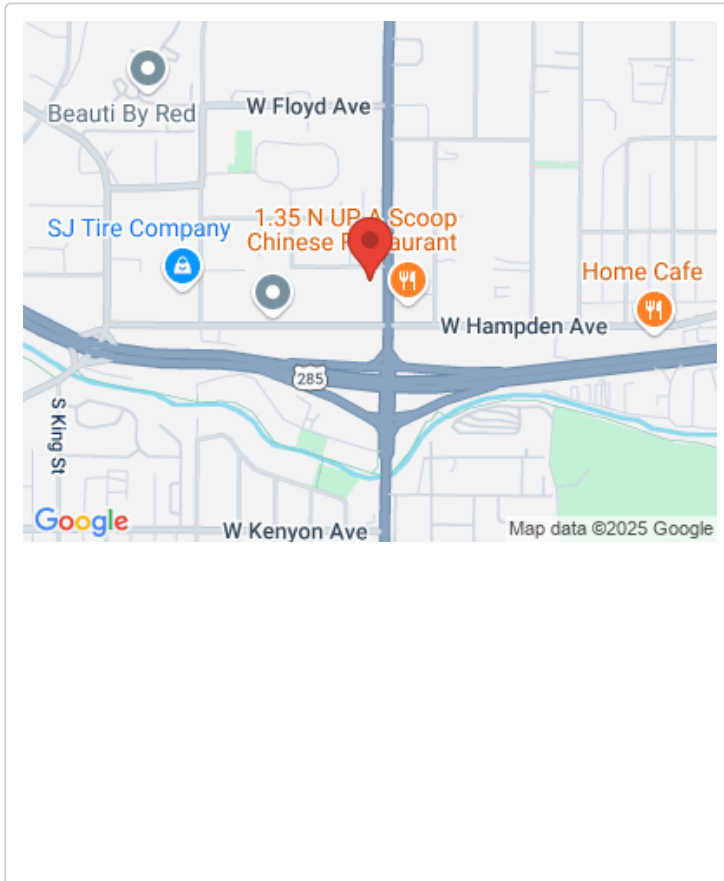 Beauti By Red
W Floyd Ave
1.35 N UP A Scoop
Chinese Restaurant
SJ Tire Company
Home Cafe
W Hampden Ave
285
S King St
W Kenyon Ave
Google
Map data ©2025 Google